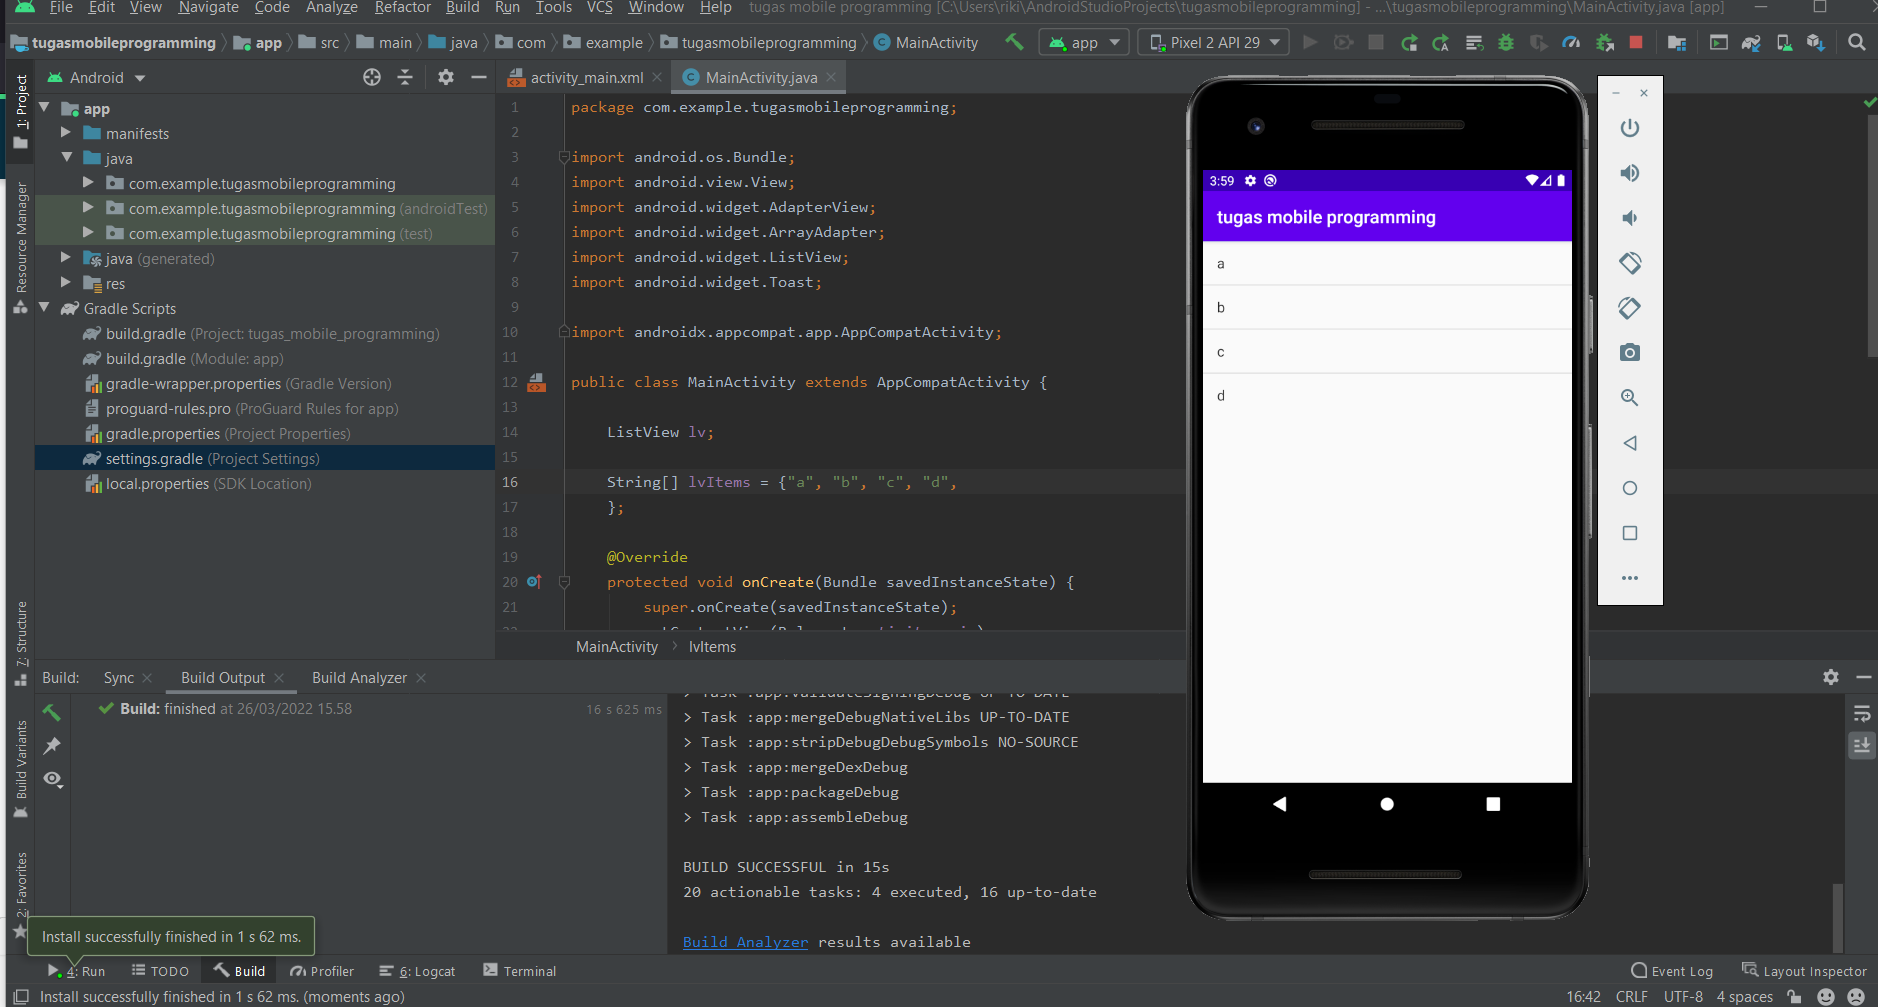 File Edit View Navigate Code Analyze Refactor Build Run Tools VCS Window Help tugas mobile programming [C:\Users\riki\AndroidStudioProjects\tugasmobileprogramming] - ...\tugasmobileprogramming\MainActivity.java [app]
tugasmobileprogramming app src main java com example tugasmobileprogramming MainActivity app Pixel 2 API 29
Android
activity_main.xml MainActivity.java
1: Project
Resource Manager
7: Structure
Build Variants
2: Favorites
app
manifests
java
com.example.tugasmobileprogramming
com.example.tugasmobileprogramming (androidTest)
com.example.tugasmobileprogramming (test)
java (generated)
res
Gradle Scripts
build.gradle (Project: tugas_mobile_programming)
build.gradle (Module: app)
gradle-wrapper.properties (Gradle Version)
proguard-rules.pro (ProGuard Rules for app)
gradle.properties (Project Properties)
settings.gradle (Project Settings)
local.properties (SDK Location)
1 package com.example.tugasmobileprogramming;
2
3 import android.os.Bundle;
4 import android.view.View;
5 import android.widget.AdapterView;
6 import android.widget.ArrayAdapter;
7 import android.widget.ListView;
8 import android.widget.Toast;
9
10 import androidx.appcompat.app.AppCompatActivity;
11
12 public class MainActivity extends AppCompatActivity {
13
14 ListView lv;
15
16 String[] lvItems = {"a", "b", "c", "d",
17 };
18
19 @Override
20 protected void onCreate(Bundle savedInstanceState) {
21 super.onCreate(savedInstanceState);
MainActivity lvItems
3:59
tugas mobile programming
a
b
c
d
Build: Sync Build Output Build Analyzer
Build: finished at 26/03/2022 15.58 16 s 625 ms
> Task :app:validateSigningDebug UP-TO-DATE
> Task :app:mergeDebugNativeLibs UP-TO-DATE
> Task :app:stripDebugDebugSymbols NO-SOURCE
> Task :app:mergeDexDebug
> Task :app:packageDebug
> Task :app:assembleDebug
BUILD SUCCESSFUL in 15s
20 actionable tasks: 4 executed, 16 up-to-date
Build Analyzer results available
Install successfully finished in 1 s 62 ms.
4: Run TODO Build Profiler 6: Logcat Terminal Event Log Layout Inspector
Install successfully finished in 1 s 62 ms. (moments ago) 16:42 CRLF UTF-8 4 spaces